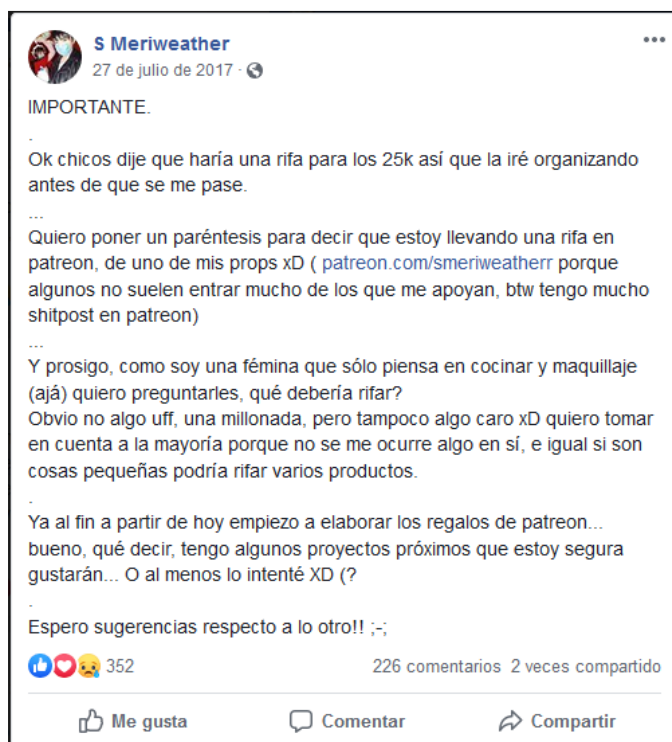 S Meriweather
27 de julio de 2017 ·
IMPORTANTE.
.
Ok chicos dije que haría una rifa para los 25k así que la iré organizando
antes de que se me pase.
...
Quiero poner un paréntesis para decir que estoy llevando una rifa en
patreon, de uno de mis props xD ( patreon.com/smeriweatherr porque
algunos no suelen entrar mucho de los que me apoyan, btw tengo mucho
shitpost en patreon)
...
Y prosigo, como soy una fémina que sólo piensa en cocinar y maquillaje
(ajá) quiero preguntarles, qué debería rifar?
Obvio no algo uff, una millonada, pero tampoco algo caro xD quiero tomar
en cuenta a la mayoría porque no se me ocurre algo en sí, e igual si son
cosas pequeñas podría rifar varios productos.
.
Ya al fin a partir de hoy empiezo a elaborar los regalos de patreon...
bueno, qué decir, tengo algunos proyectos próximos que estoy segura
gustarán... O al menos lo intenté XD (?
.
Espero sugerencias respecto a lo otro!! ;-;
352 226 comentarios 2 veces compartido
Me gusta Comentar Compartir